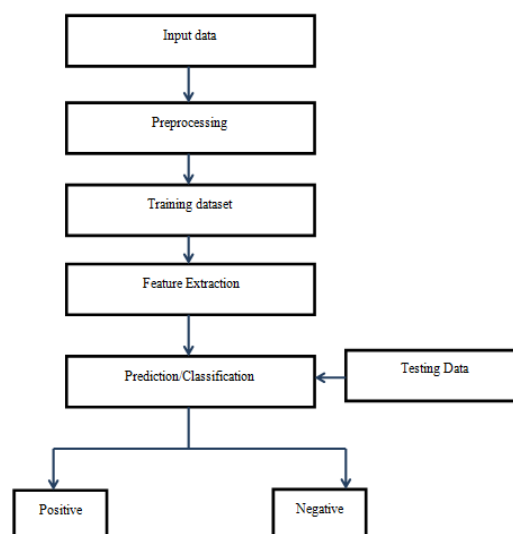 Input data
Preprocessing
Training dataset
Feature Extraction
Prediction/Classification
Testing Data
Positive
Negative